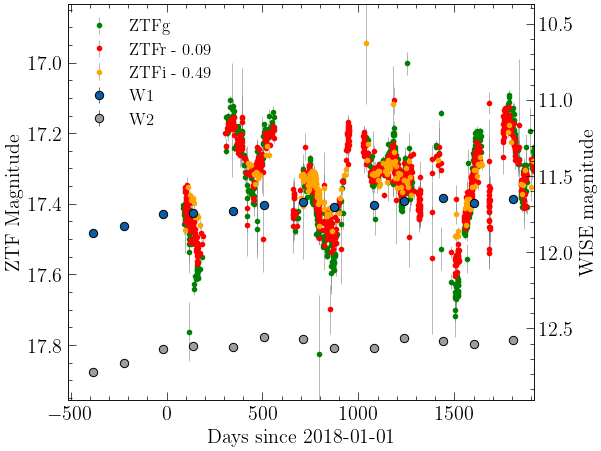 ZTFg
ZTFr - 0.09
ZTFi - 0.49
W1
W2
ZTF Magnitude
17.0
17.2
17.4
17.6
17.8
WISE magnitude
10.5
11.0
11.5
12.0
12.5
−500
0
500
1000
1500
Days since 2018-01-01